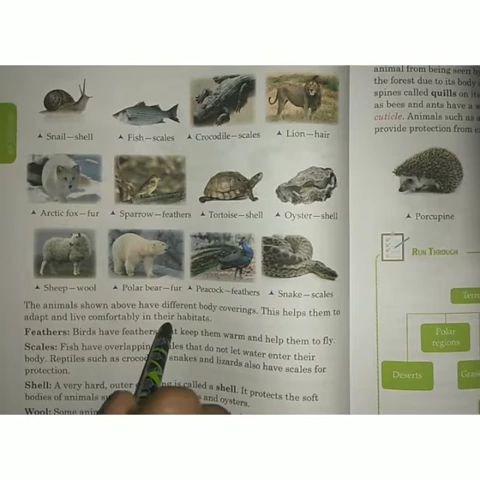 Snail—shell
Fish—scales
Crocodile—scales
Lion—hair
Arctic fox—fur
Sparrow—feathers
Tortoise—shell
Oyster—shell
Sheep—wool
Polar bear—fur
Peacock—feathers
Snake—scales
The animals shown above have different body coverings. This helps them to
adapt and live comfortably in their habitats.
Feathers: Birds have feathers keep them warm and help them to fly
Scales: Fish have overlapping that do not let water enter their
body. Reptiles such as snakes and lizards also have scales for
protection.
Shell: A very hard, outer is called a shell. It protects the soft
bodies of animals and oysters.
Wool: Some
animal from being seen
the forest due to its body
spines called quills on
as bees and ants have a
cuticle. Animals such as
provide protection from
Porcupine
RUN THROUGH
Polar
regions
Deserts